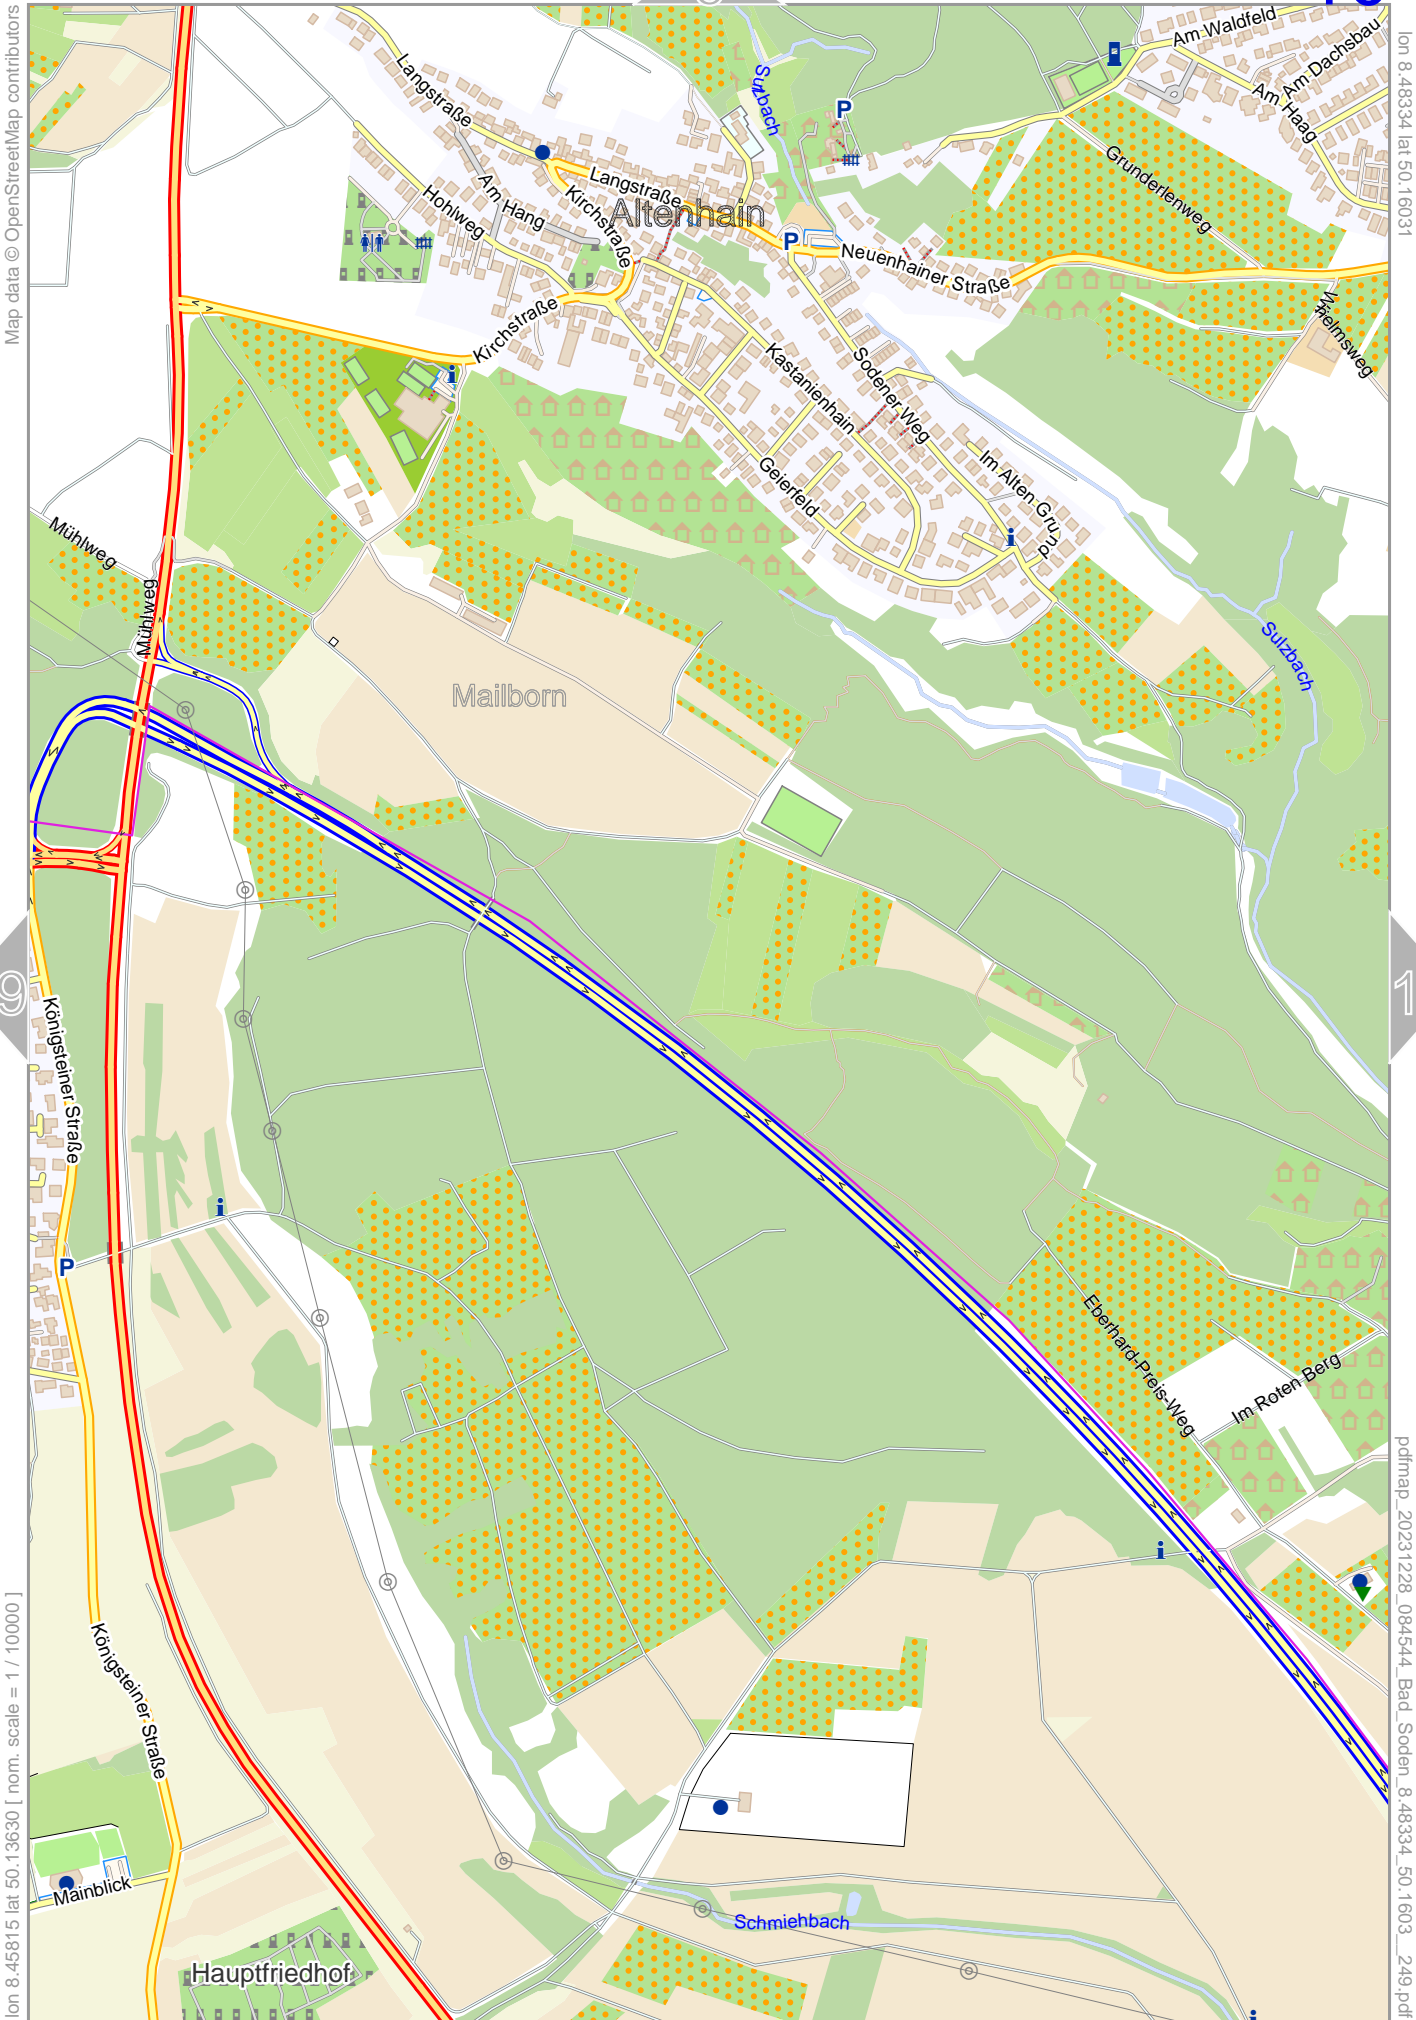 Map data © OpenStreetMap contributors
lon 8.48334 lat 50.16031
Am Waldfeld
Am Dachsbau
Am Haag
Langstraße
Sulzbach
P
Grunderlenweg
Langstraße
Am Hang
Kirchstraße
Hohlweg
Altenhain
P
Neuenhainer Straße
Kirchstraße
Wilhelmsweg
i
Kastanienhain
Sodener Weg
Geierfeld
Im Alten Grund
i
Mühlweg
Mühlweg
Sulzbach
Mailborn
9
1
Königsteiner Straße
i
P
Eberhard-Preis-Weg
Im Roten Berg
i
Königsteiner Straße
Mainblick
Schmiehbach
Hauptfriedhof
i
lon 8.45815 lat 50.13630 [ nom. scale = 1 / 10000 ]
pdfmap_20231228_084544_Bad_Soden_8.48334_50.1603__249.pdf